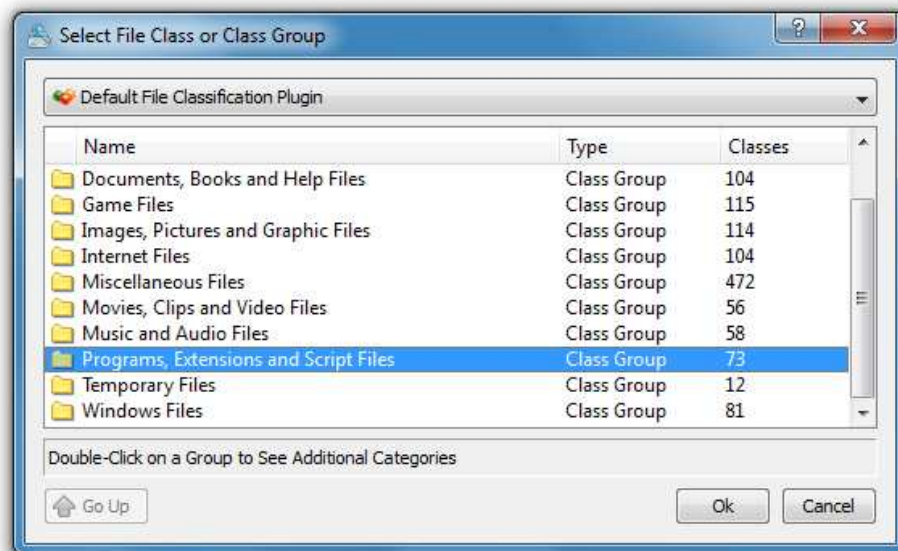 Select File Class or Class Group
Default File Classification Plugin
Name Type Classes
Documents, Books and Help Files Class Group 104
Game Files Class Group 115
Images, Pictures and Graphic Files Class Group 114
Internet Files Class Group 104
Miscellaneous Files Class Group 472
Movies, Clips and Video Files Class Group 56
Music and Audio Files Class Group 58
Programs, Extensions and Script Files Class Group 73
Temporary Files Class Group 12
Windows Files Class Group 81
Double-Click on a Group to See Additional Categories
Go Up Ok Cancel